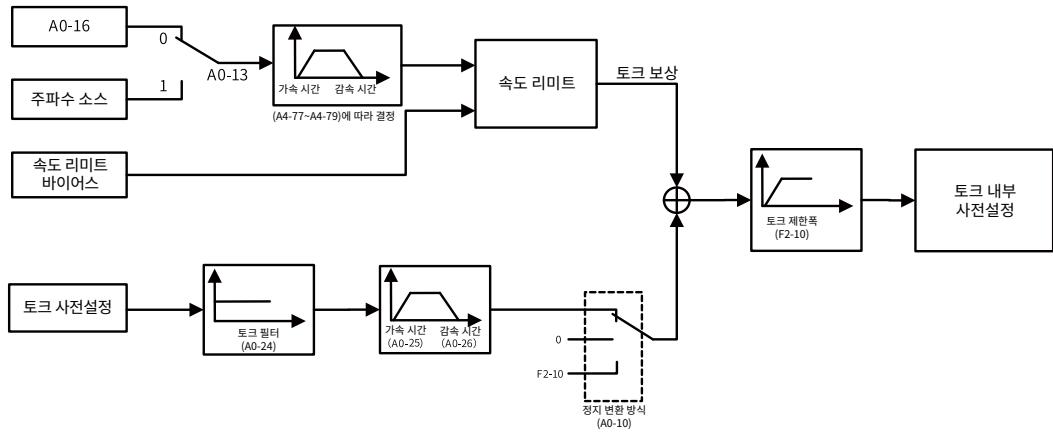 A0-16
0
A0-13
1
주파수 소스
가속 시간 감속 시간
(A4-77~A4-79)에 따라 결정
속도 리미트
바이어스
속도 리미트
토크 보상
토크 제한폭
(F2-10)
토크 내부
사전설정
토크 사전설정
토크 필터
(A0-24)
가속 시간 감속 시간
(A0-25) (A0-26)
0
F2-10
정지 변환 방식
(A0-10)